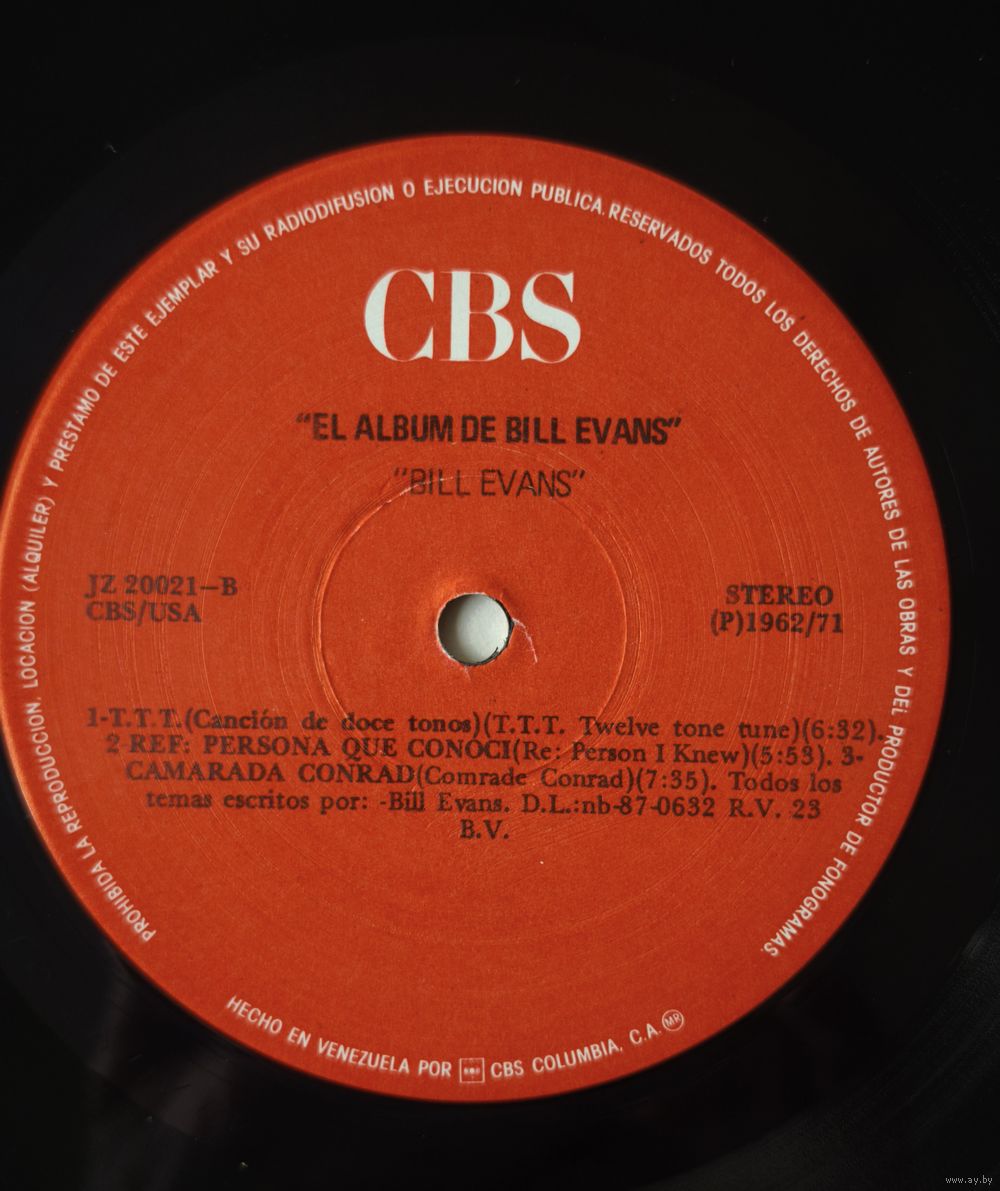 PROHIBIDA LA REPRODUCCION, LOCACION (ALQUILER) Y PRESTAMO DE ESTE EJEMPLAR Y SU RADIODIFUSION O EJECUCION PUBLICA. RESERVADOS TODOS LOS DERECHOS DE AUTORES DE LAS OBRAS Y DEL PRODUCTOR DE FONOGRAMAS.
CBS
"EL ALBUM DE BILL EVANS"
"BILL EVANS"
JZ 20021-B
CBS/USA
STEREO
(P)1962/71
1-T.T.T.(Canción de doce tonos)(T.T.T. Twelve tone tune)(6:32).
2-REF: PERSONA QUE CONOCI(Re: Person I Knew)(5:53). 3-
CAMARADA CONRAD(Comrade Conrad)(7:35). Todos los
temas escritos por: -Bill Evans. D.L.:nb-87-0632 R.V. 23
B.V.
HECHO EN VENEZUELA POR CBS COLUMBIA, C.A. MR
www.ay.by